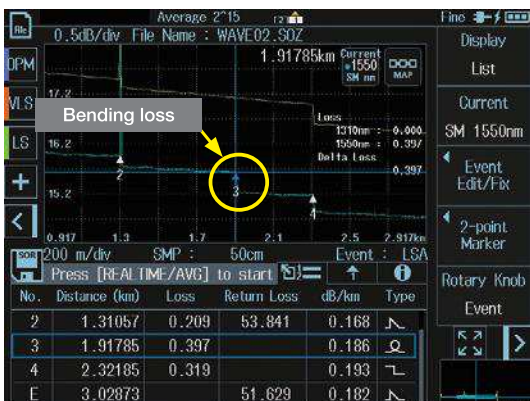 Average 2^15
Fine
File
0.5dB/div File Name : WAVE02.SOZ
Display
List
OPM
1.91785km
Current
*1550
SM nm
MAP
17.2
VLS
Current
SM 1550nm
Bending loss
Loss
1310nm : 0.000
1550nm : 0.397
Delta Loss
0.397
LS
16.2
2
3
4
Event
Edit/Fix
15.2
2-point
Marker
0.917 1.3 1.7 2.1 2.5 2.917km
SOR
200 m/div SMP : 50cm Event : LSA
Press [REALTIME/AVG] to start
Rotary Knob
Event
No. Distance (km) Loss Return Loss dB/km Type
2 1.31057 0.209 53.841 0.168
3 1.91785 0.397 0.186
4 2.32185 0.319 0.193
E 3.02873 51.629 0.182